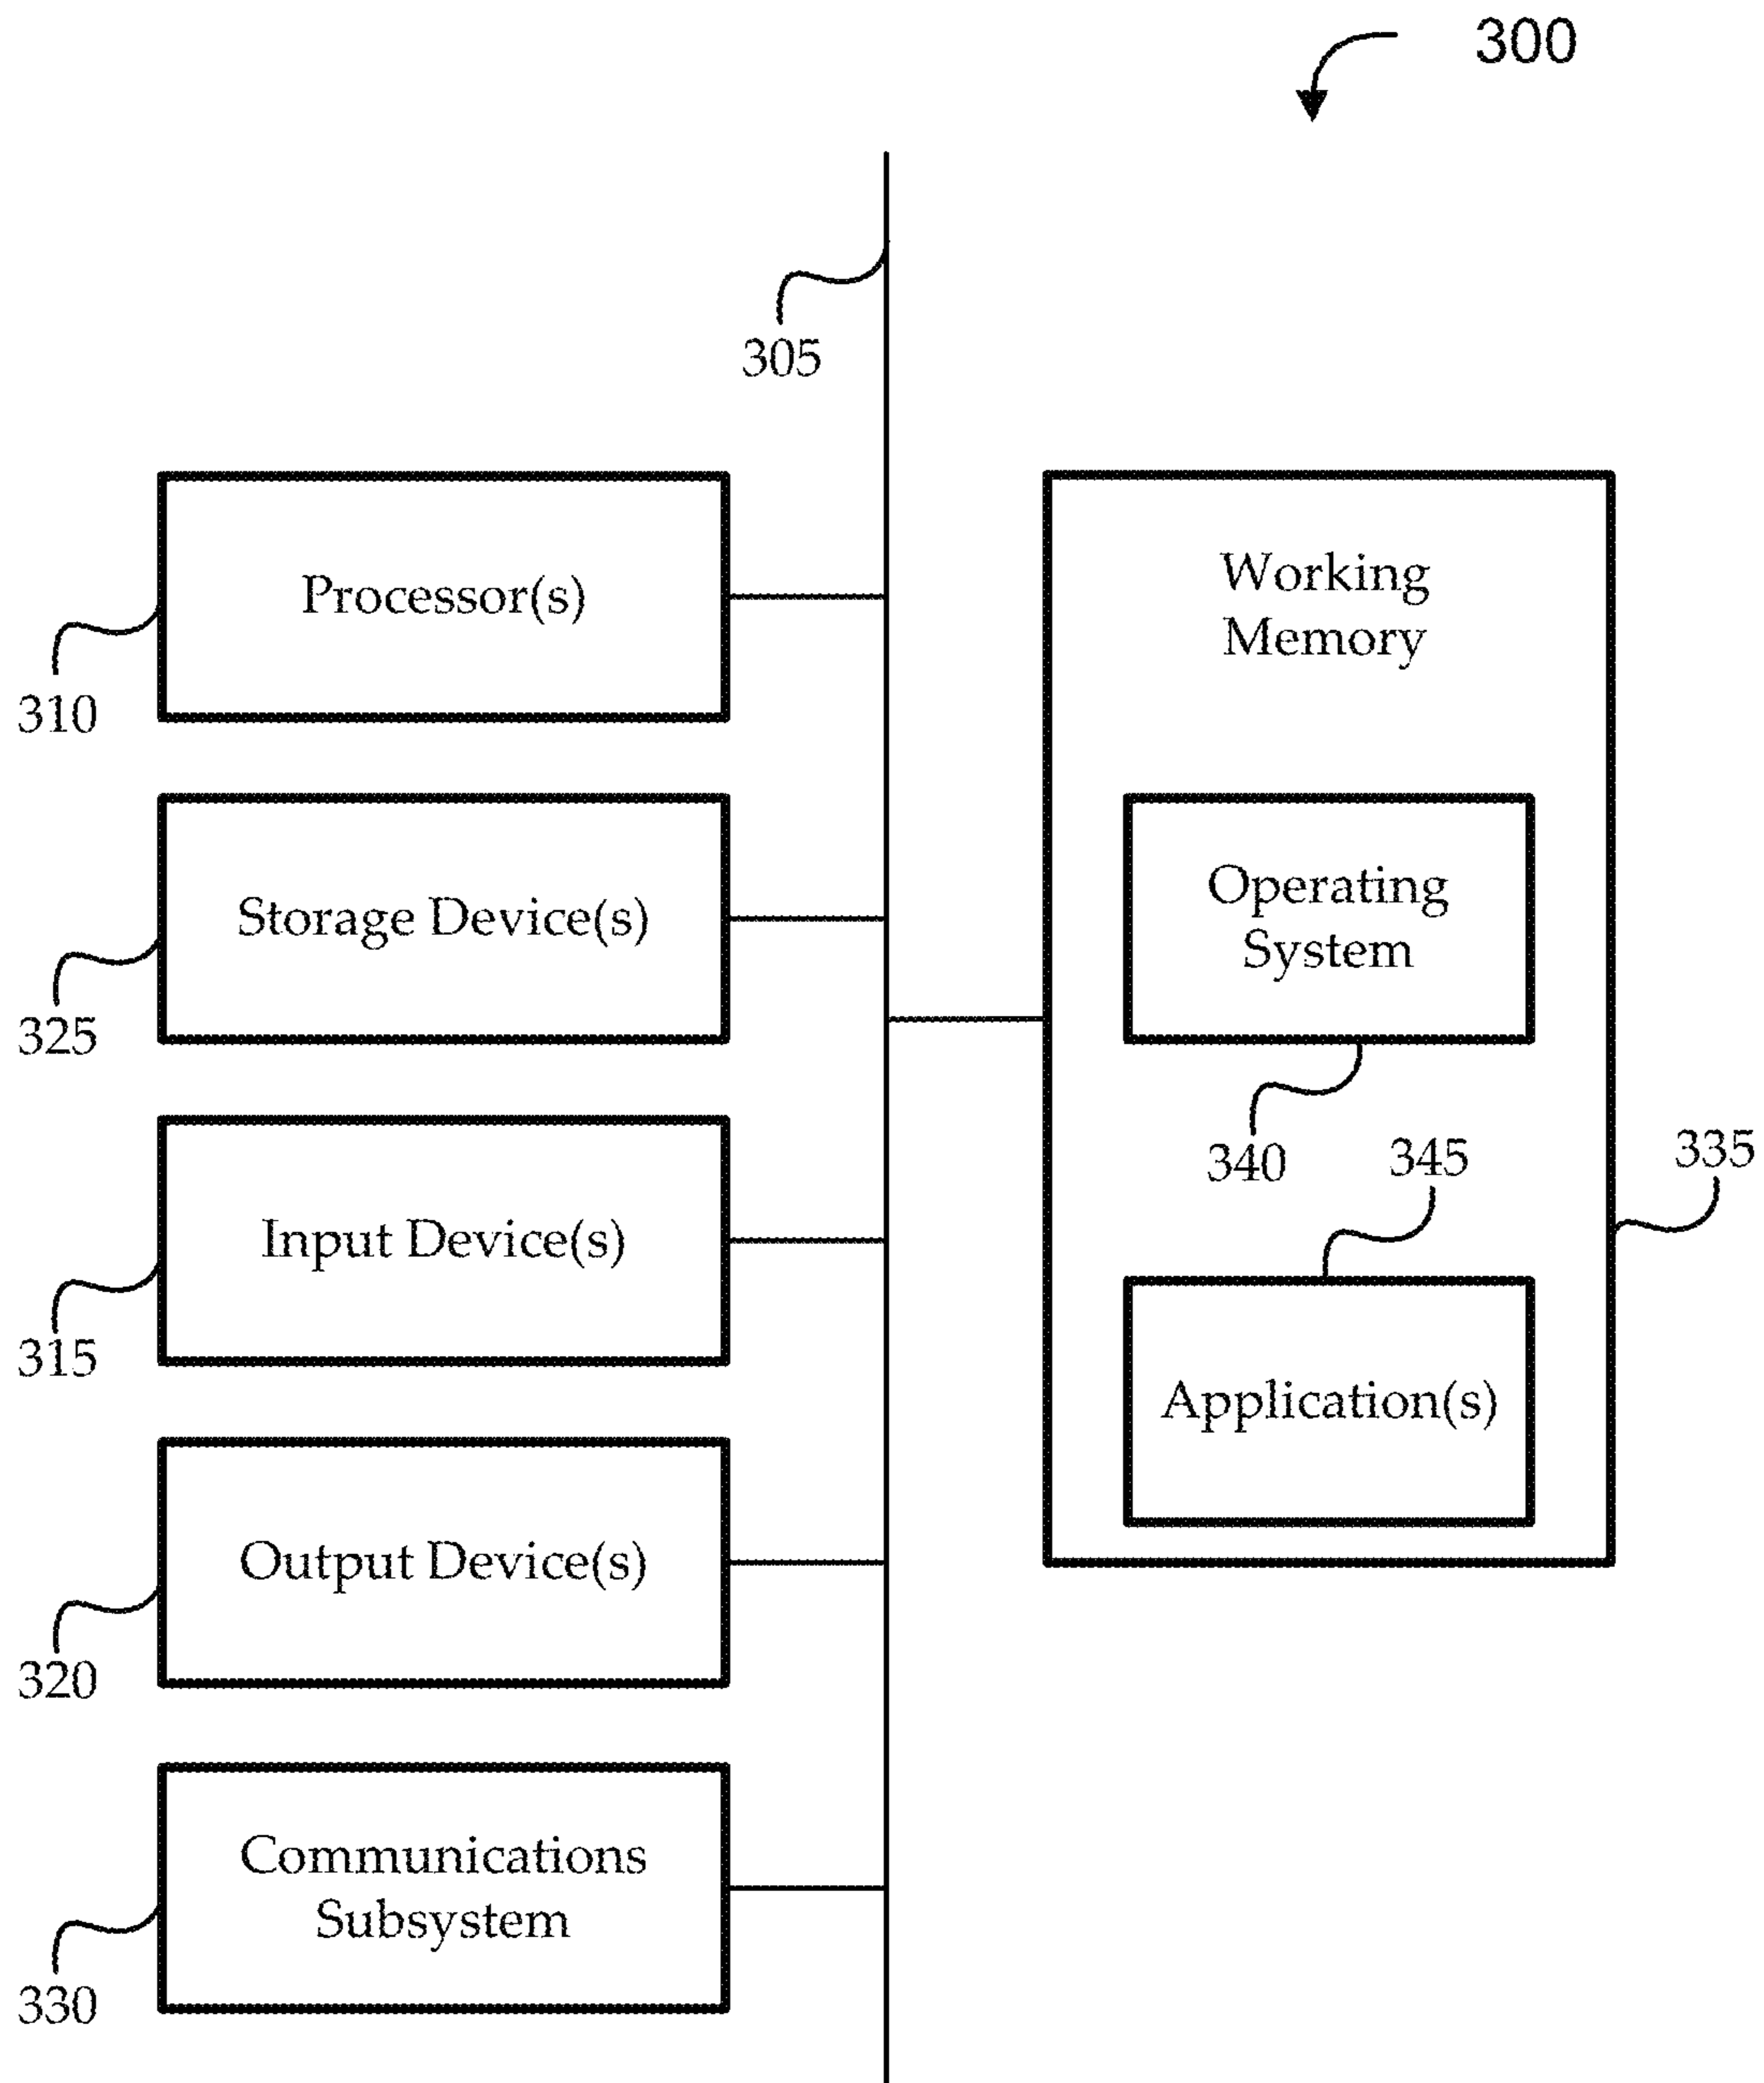 300
305
Processor(s)
310
Storage Device(s)
325
Input Device(s)
315
Output Device(s)
320
Communications
Subsystem
330
Working
Memory
Operating
System
340
345
335
Application(s)